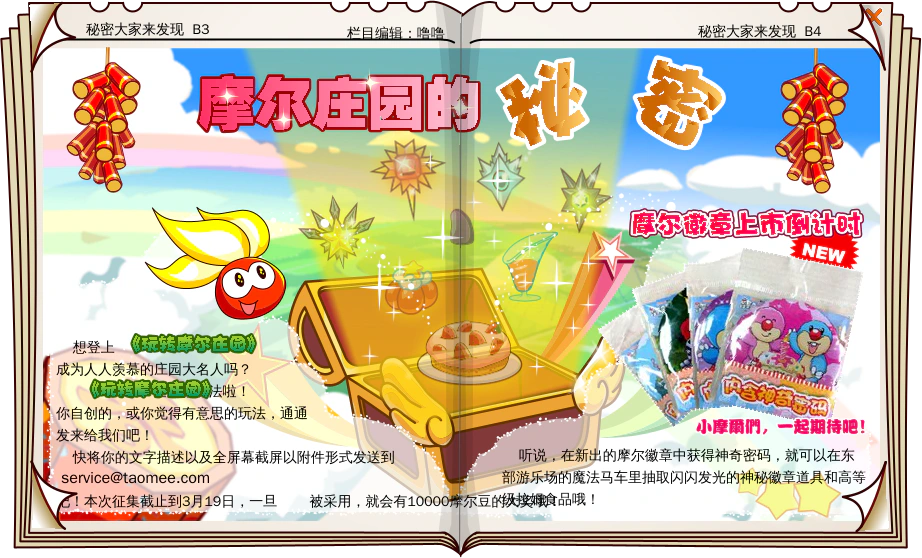 秘密大家来发现 B3
栏目编辑：噜噜
秘密大家来发现 B4
摩尔庄园的 秘 密
摩尔徽章上市倒计时
NEW
内含神奇密码
小摩爾們，一起期待吧！
想登上 《玩转摩尔庄园》
成为人人羡慕的庄园大名人吗？
《玩转摩尔庄园》法啦！
你自创的，或你觉得有意思的玩法，通通
发来给我们吧！
快将你的文字描述以及全屏幕截屏以附件形式发送到
service@taomee.com
吧！本次征集截止到3月19日，一旦 被采用，就会有10000摩尔豆的
听说，在新出的摩尔徽章中获得神奇密码，就可以在东
部游乐场的魔法马车里抽取闪闪发光的神秘徽章道具和高等
食品哦！